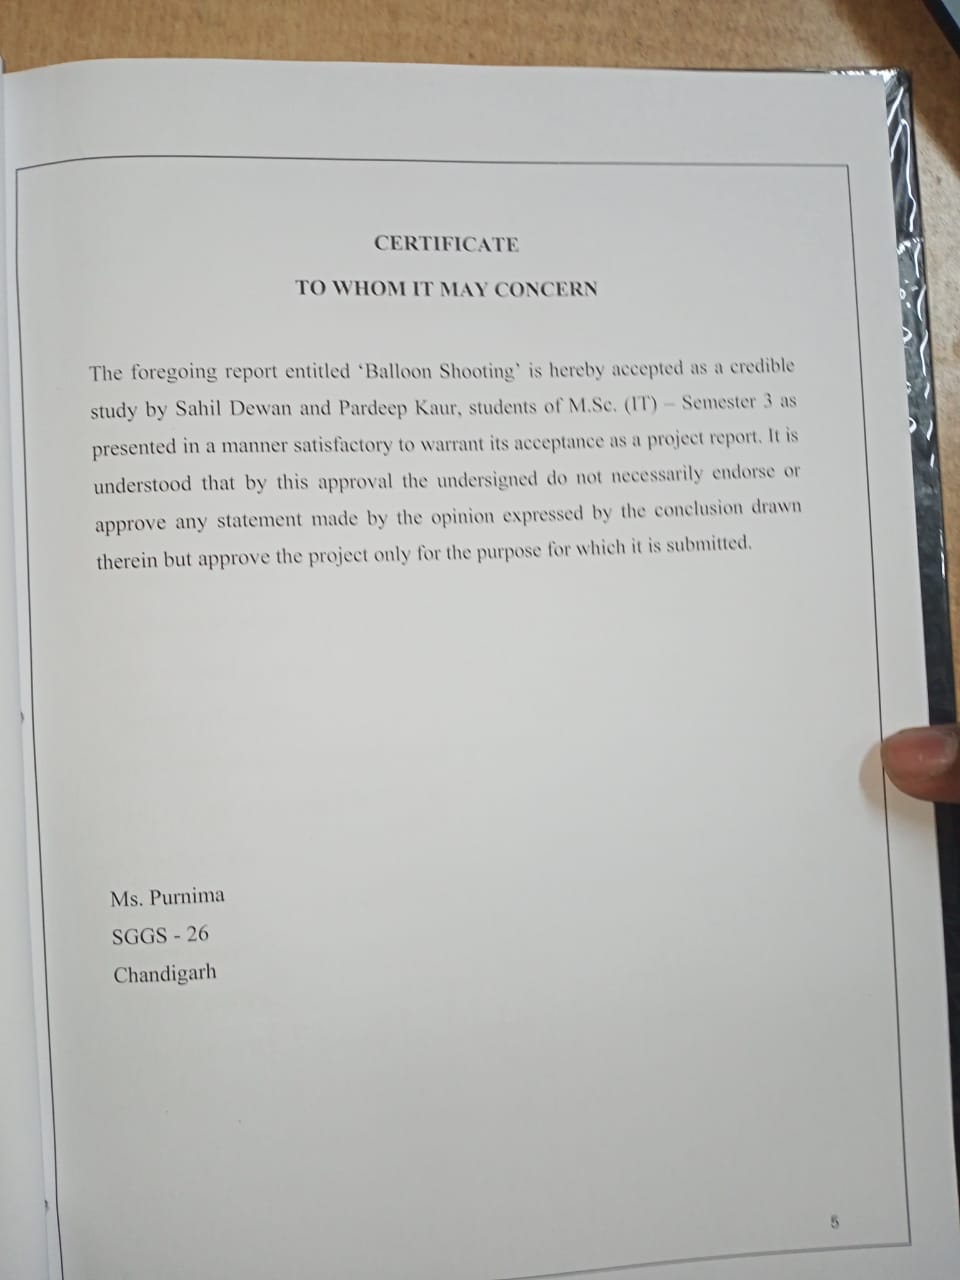 CERTIFICATE
TO WHOM IT MAY CONCERN
The foregoing report entitled ‘Balloon Shooting’ is hereby accepted as a credible
study by Sahil Dewan and Pardeep Kaur, students of M.Sc. (IT) – Semester 3 as
presented in a manner satisfactory to warrant its acceptance as a project report. It is
understood that by this approval the undersigned do not necessarily endorse or
approve any statement made by the opinion expressed by the conclusion drawn
therein but approve the project only for the purpose for which it is submitted.
Ms. Purnima
SGGS - 26
Chandigarh
5